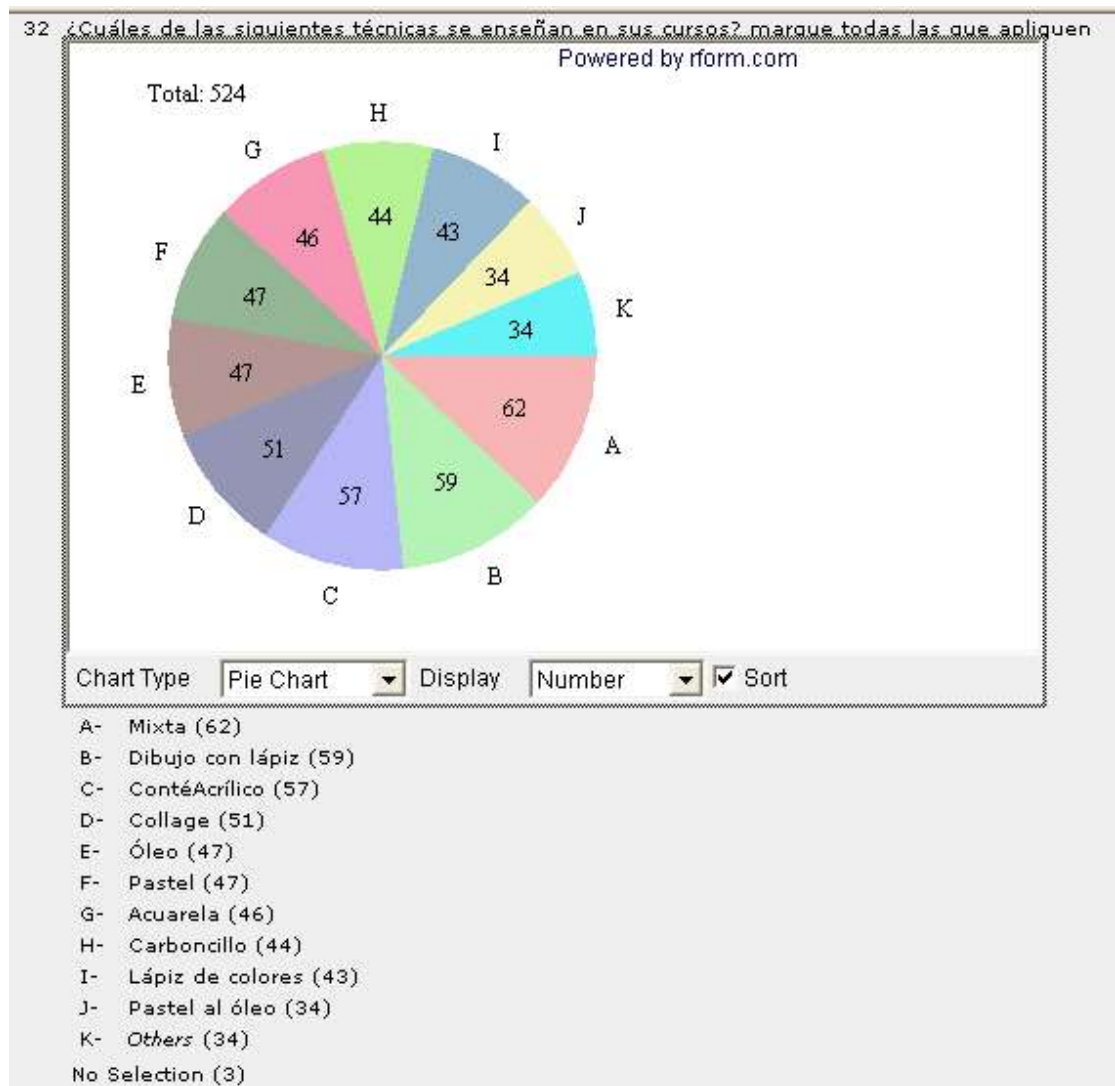 32 ¿Cuáles de las siguientes técnicas se enseñan en sus cursos? marque todas las que apliquen
Powered by rform.com
Total: 524
H
I
G
J
F
K
E
A
D
B
C
44
43
46
34
47
34
47
62
51
59
57
Chart Type Pie Chart Display Number Sort
A- Mixta (62)
B- Dibujo con lápiz (59)
C- ContéAcrílico (57)
D- Collage (51)
E- Óleo (47)
F- Pastel (47)
G- Acuarela (46)
H- Carboncillo (44)
I- Lápiz de colores (43)
J- Pastel al óleo (34)
K- Others (34)
No Selection (3)